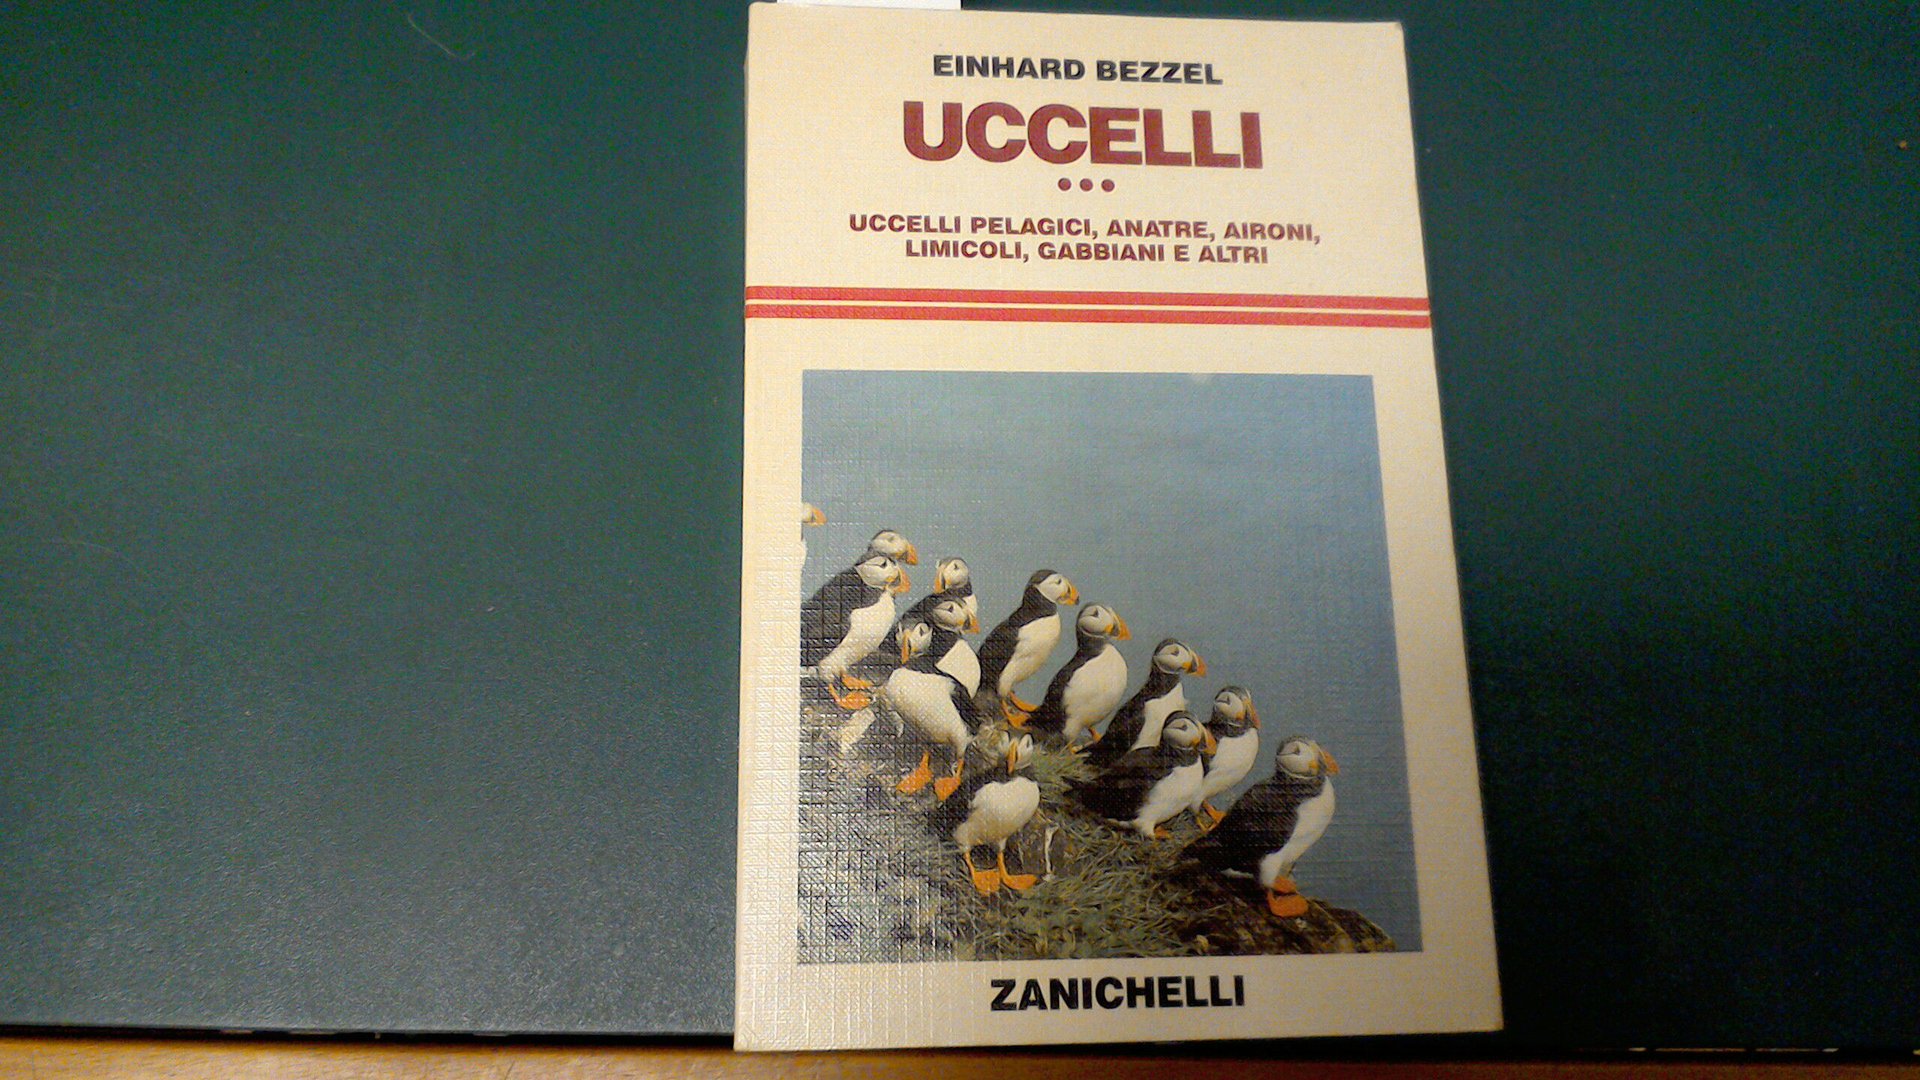 EINHARD BEZZEL
UCCELLI
•••
UCCELLI PELAGICI, ANATRE, AIRONI,
LIMICOLI, GABBIANI E ALTRI
ZANICHELLI